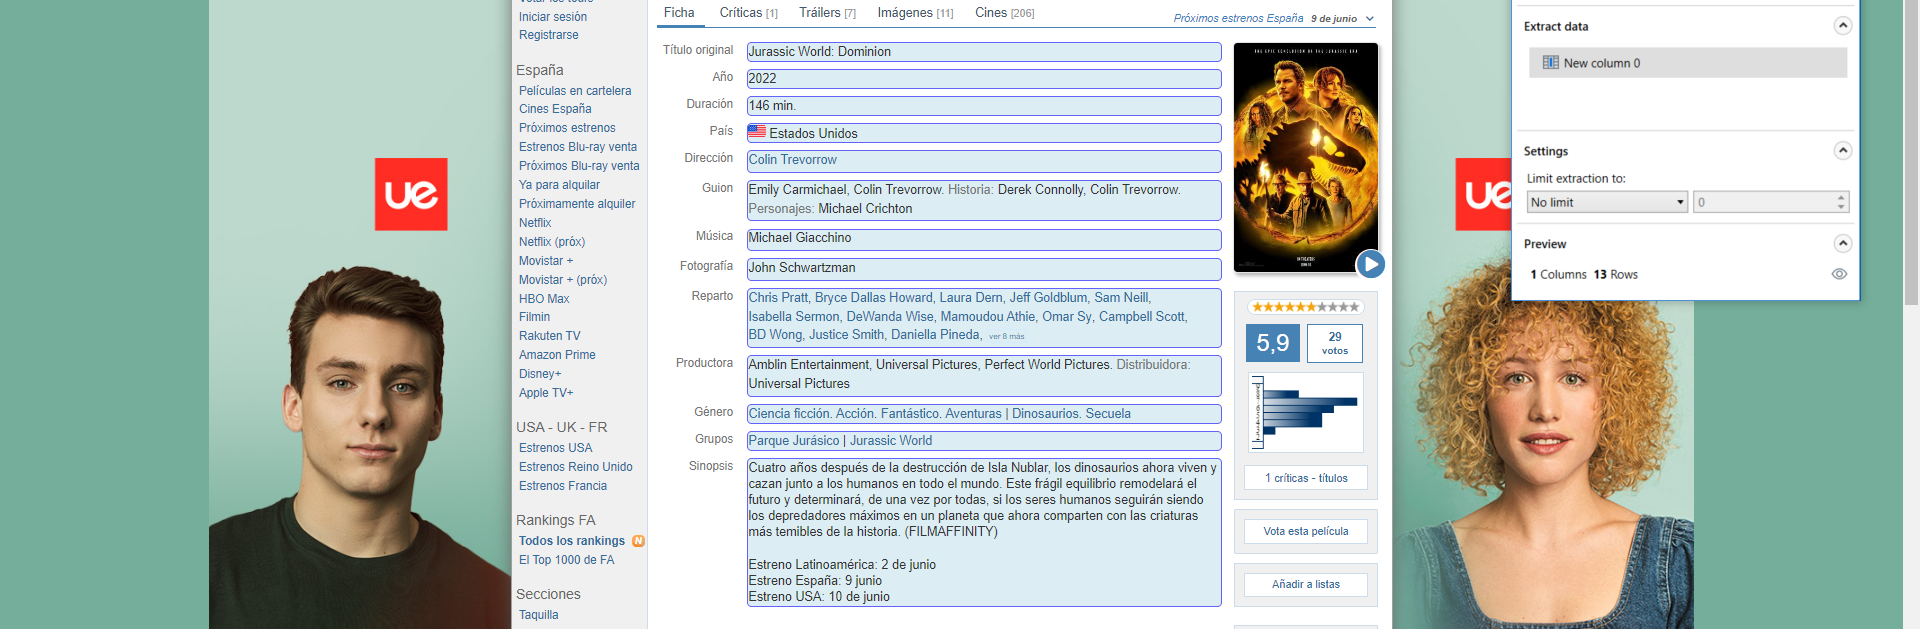 Iniciar sesión
Registrarse
España
Películas en cartelera
Cines España
Próximos estrenos
Estrenos Blu-ray venta
Próximos Blu-ray venta
Ya para alquilar
Próximamente alquiler
Netflix
Netflix (próx)
Movistar +
Movistar + (próx)
HBO Max
Filmin
Rakuten TV
Amazon Prime
Disney+
Apple TV+
USA - UK - FR
Estrenos USA
Estrenos Reino Unido
Estrenos Francia
Rankings FA
Todos los rankings N
El Top 1000 de FA
Secciones
Taquilla
ue
Ficha Críticas [1] Tráilers [7] Imágenes [11] Cines [206]
Próximos estrenos España 9 de junio
Título original Jurassic World: Dominion
Año 2022
Duración 146 min.
País Estados Unidos
Dirección Colin Trevorrow
Guion Emily Carmichael, Colin Trevorrow. Historia: Derek Connolly, Colin Trevorrow.
Personajes: Michael Crichton
Música Michael Giacchino
Fotografía John Schwartzman
Reparto Chris Pratt, Bryce Dallas Howard, Laura Dern, Jeff Goldblum, Sam Neill,
Isabella Sermon, DeWanda Wise, Mamoudou Athie, Omar Sy, Campbell Scott,
BD Wong, Justice Smith, Daniella Pineda, ver 8 más
Productora Amblin Entertainment, Universal Pictures, Perfect World Pictures. Distribuidora:
Universal Pictures
Género Ciencia ficción. Acción. Fantástico. Aventuras | Dinosaurios. Secuela
Grupos Parque Jurásico | Jurassic World
Sinopsis Cuatro años después de la destrucción de Isla Nublar, los dinosaurios ahora viven y
cazan junto a los humanos en todo el mundo. Este frágil equilibrio remodelará el
futuro y determinará, de una vez por todas, si los seres humanos seguirán siendo
los depredadores máximos en un planeta que ahora comparten con las criaturas
más temibles de la historia. (FILMAFFINITY)
Estreno Latinoamérica: 2 de junio
Estreno España: 9 junio
Estreno USA: 10 de junio
THE EPIC CONCLUSION OF THE JURASSIC ERA
5,9
29
votos
1 críticas - títulos
Vota esta película
Añadir a listas
ue
Extract data
New column 0
Settings
Limit extraction to:
No limit 0
Preview
1 Columns 13 Rows